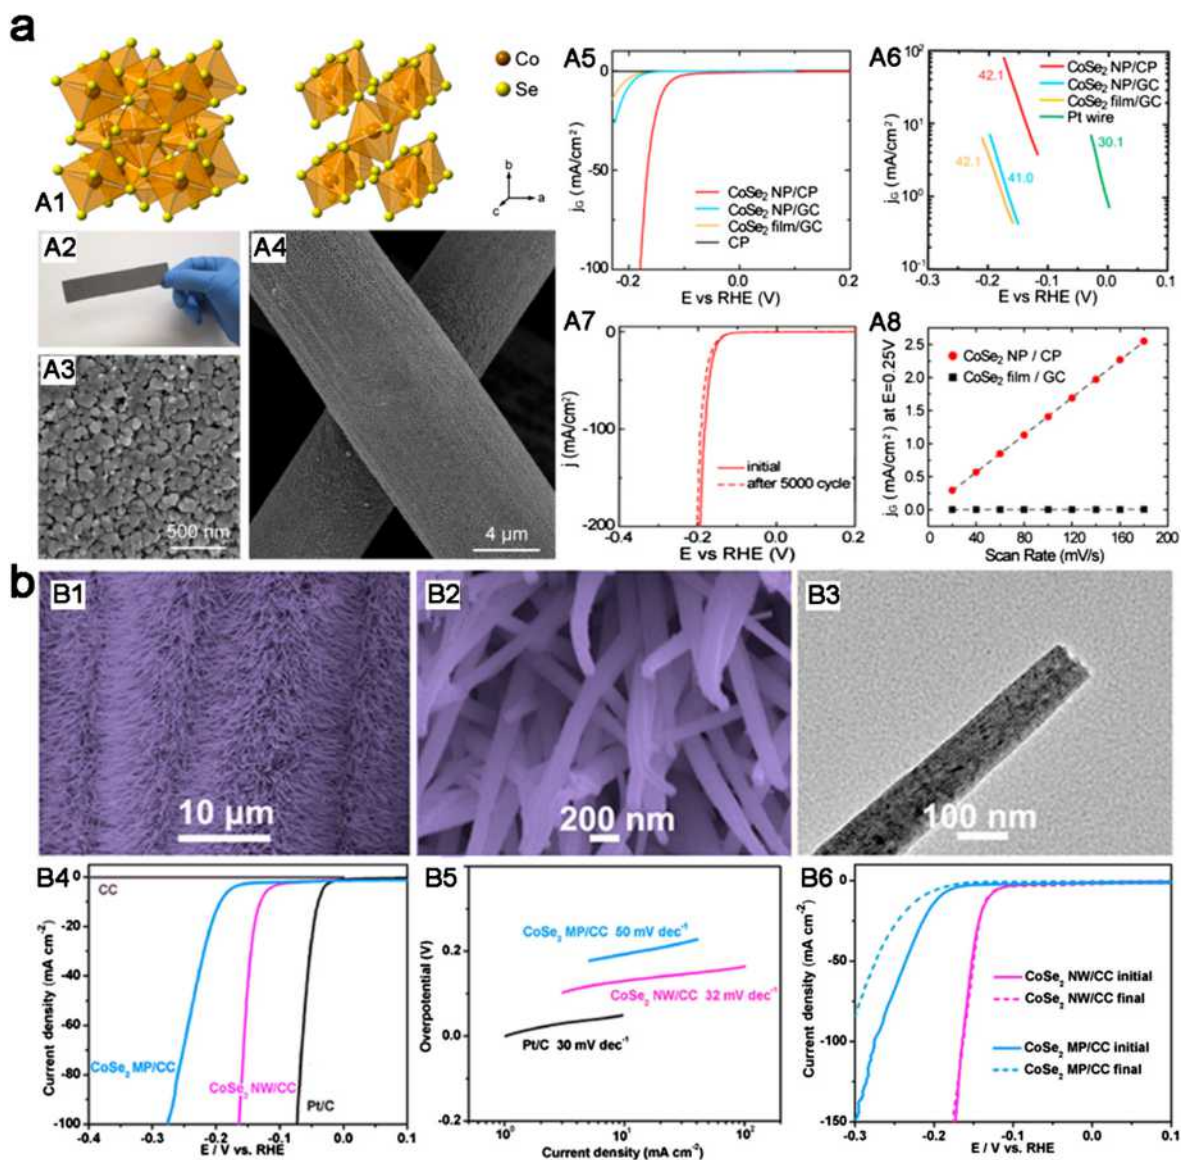 a
A1
Co
Se
b
a
c
A2
A3
500 nm
A4
4 μm
A5
0
-50
-100
jG (mA/cm²)
CoSe₂ NP/CP
CoSe₂ NP/GC
CoSe₂ film/GC
CP
-0.2
0.0
0.2
E vs RHE (V)
A6
10²
10¹
10⁰
10⁻¹
jG (mA/cm²)
CoSe₂ NP/CP
CoSe₂ NP/GC
CoSe₂ film/GC
Pt wire
42.1
42.1
41.0
30.1
-0.3
-0.2
-0.1
0.0
0.1
E vs RHE (V)
A7
0
-100
-200
j (mA/cm²)
initial
after 5000 cycle
-0.4
-0.2
0.0
0.2
E vs RHE (V)
A8
2.5
2.0
1.5
1.0
0.5
0.0
jG (mA/cm²) at E=0.25V
CoSe₂ NP / CP
CoSe₂ film / GC
0
40
80
120
160
200
Scan Rate (mV/s)
b
B1
10 μm
B2
200 nm
B3
100 nm
B4
0
-20
-40
-60
-80
-100
Current density (mA cm⁻²)
CC
CoSe₂ MP/CC
CoSe₂ NW/CC
Pt/C
-0.4
-0.3
-0.2
-0.1
0.0
0.1
E / V vs. RHE
B5
0.2
0.0
-0.2
Overpotential (V)
CoSe₂ MP/CC 50 mV dec⁻¹
CoSe₂ NW/CC 32 mV dec⁻¹
Pt/C 30 mV dec⁻¹
10⁰
10¹
10²
Current density (mA cm⁻²)
B6
0
-50
-100
-150
Current density (mA cm⁻²)
CoSe₂ NW/CC initial
CoSe₂ NW/CC final
CoSe₂ MP/CC initial
CoSe₂ MP/CC final
-0.3
-0.2
-0.1
0.0
0.1
E / V vs. RHE